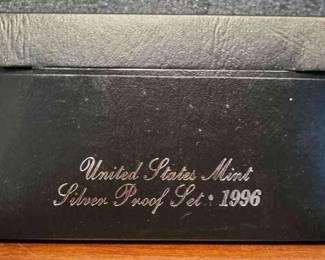 United States Mint
Silver Proof Set · 1996